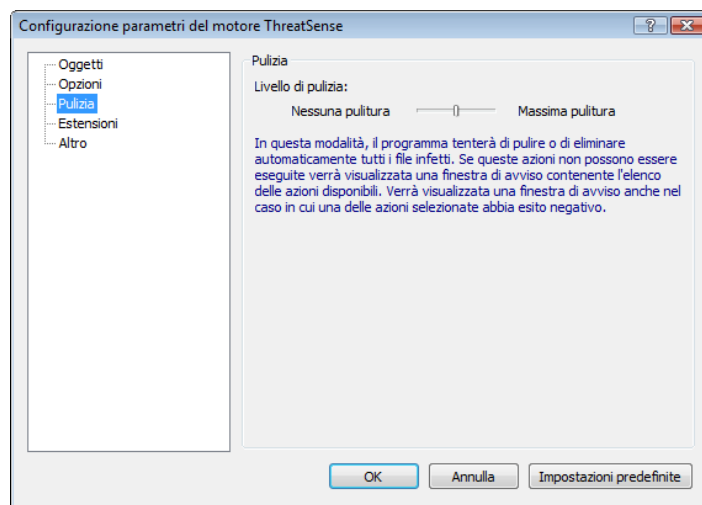 Configurazione parametri del motore ThreatSense
Oggetti
Opzioni
Pulizia
Estensioni
Altro
Pulizia
Livello di pulizia:
Nessuna pulitura
Massima pulitura
In questa modalità, il programma tenterà di pulire o di eliminare
automaticamente tutti i file infetti. Se queste azioni non possono essere
eseguite verrà visualizzata una finestra di avviso contenente l'elenco
delle azioni disponibili. Verrà visualizzata una finestra di avviso anche nel
caso in cui una delle azioni selezionate abbia esito negativo.
OK
Annulla
Impostazioni predefinite